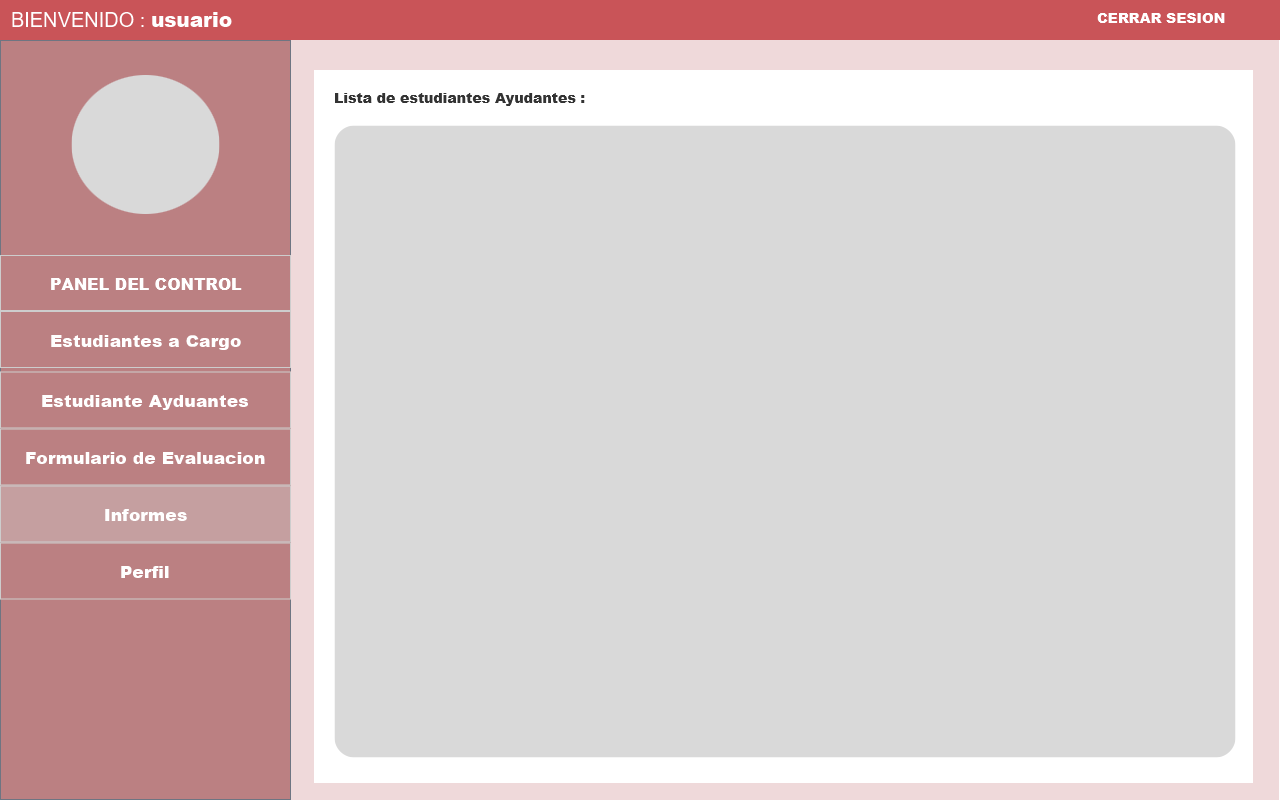 BIENVENIDO : usuario
CERRAR SESION
Lista de estudiantes Ayudantes :
PANEL DEL CONTROL
Estudiantes a Cargo
Estudiante Ayduantes
Formulario de Evaluacion
Informes
Perfil